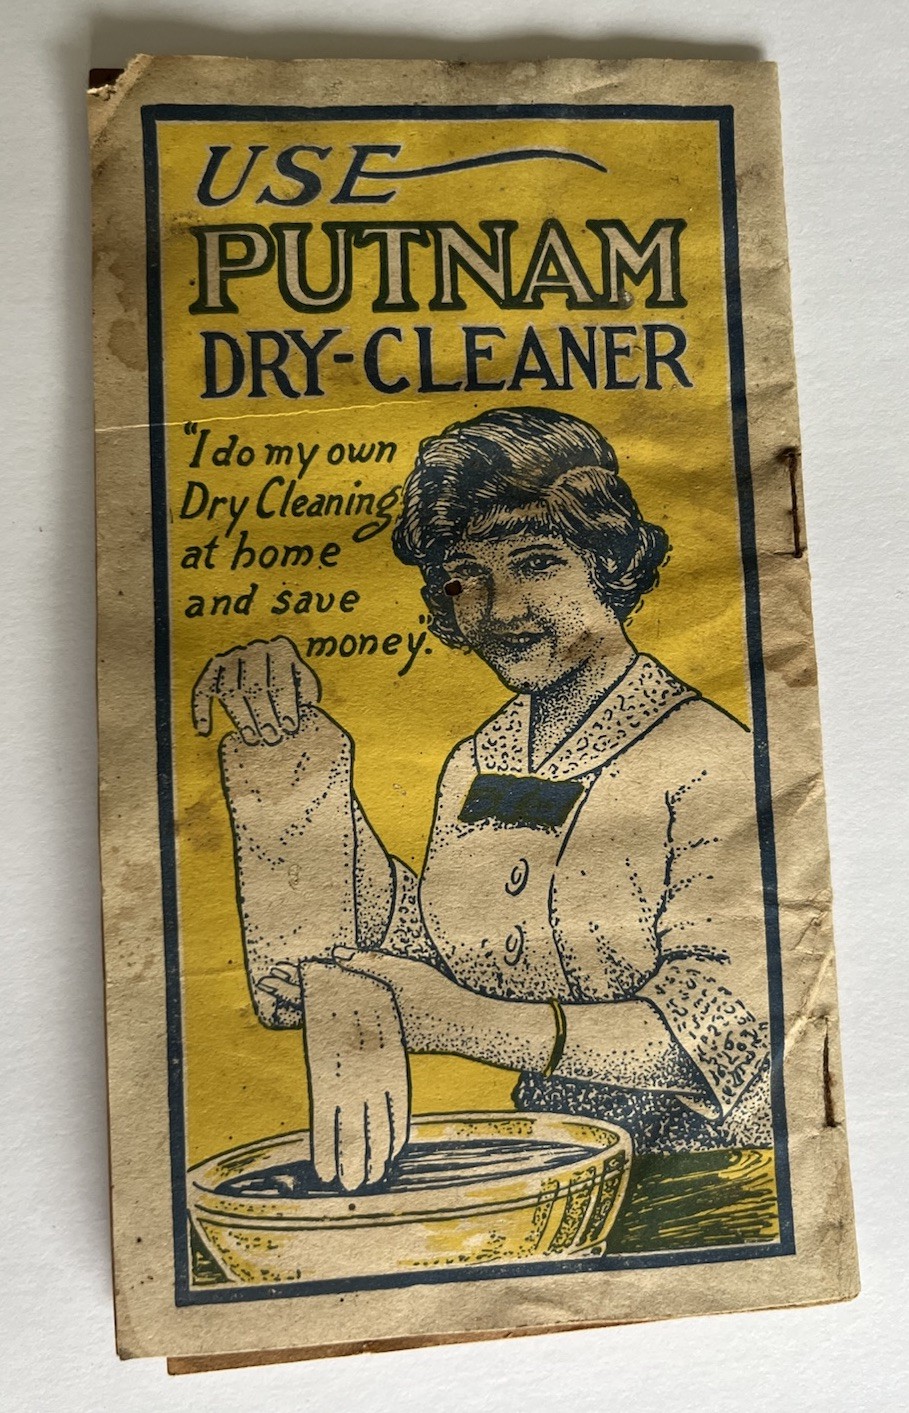 USE
PUTNAM
DRY-CLEANER
"I do my own
Dry Cleaning
at home
and save
money."